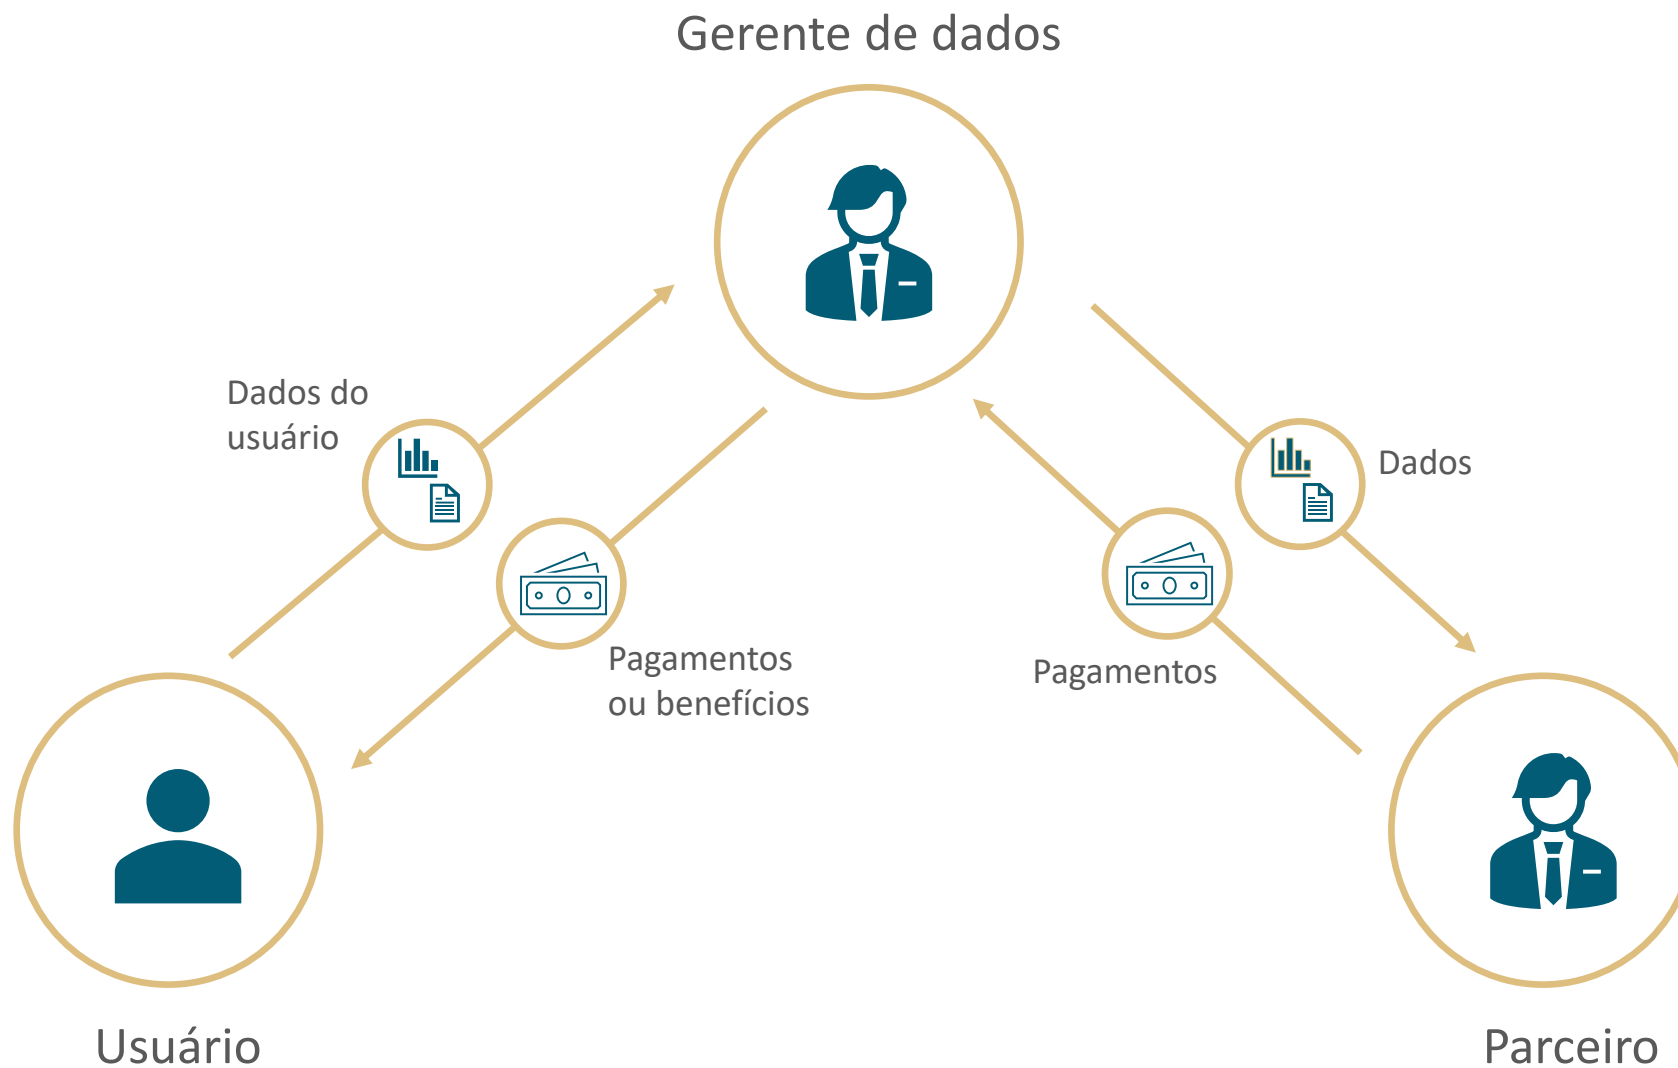 Gerente de dados
Dados do
usuário
Dados
Pagamentos
ou benefícios
Pagamentos
Usuário
Parceiro